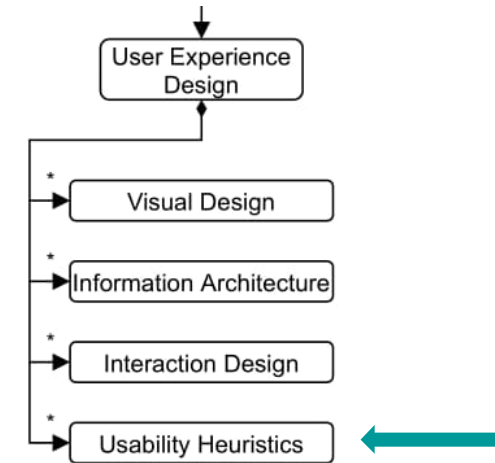 User Experience
Design
*
Visual Design
*
Information Architecture
*
Interaction Design
*
Usability Heuristics